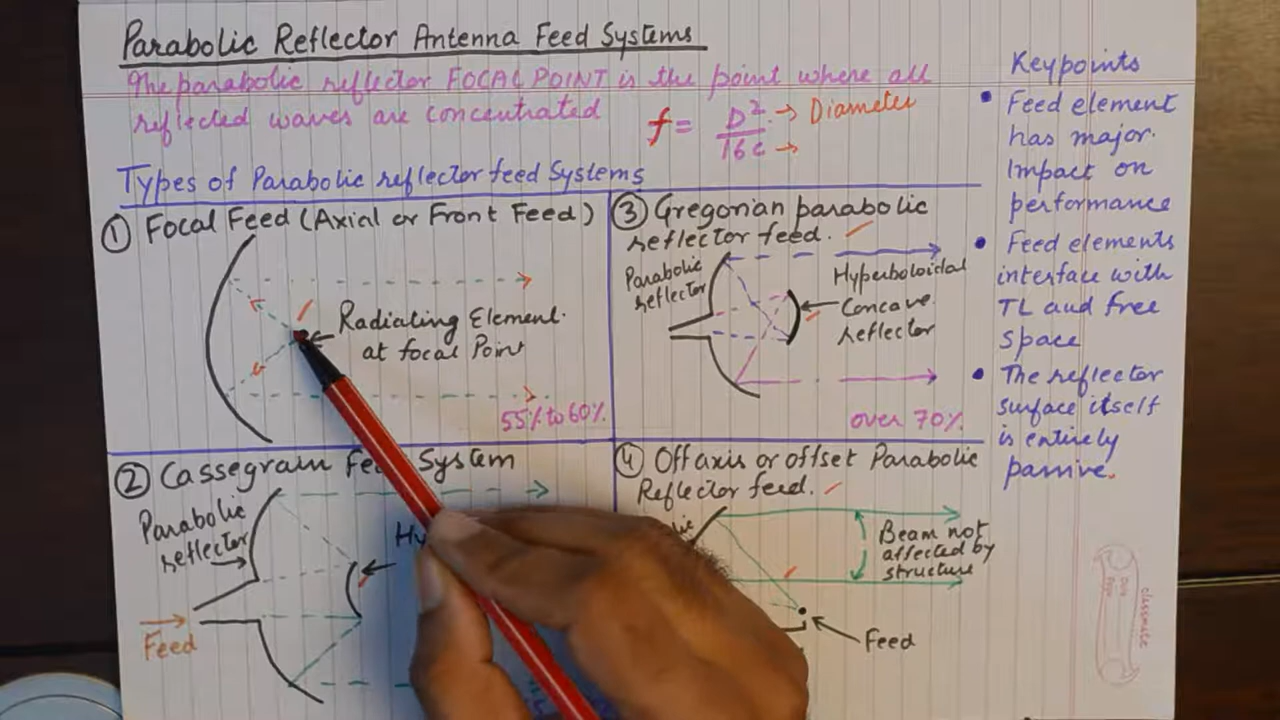 Parabolic Reflector Antenna Feed Systems
The parabolic reflector FOCAL POINT is the point where all
reflected waves are concentrated
f = D² → Diameter
16c →
Types of Parabolic reflector feed Systems
① Focal Feed (Axial or Front Feed)
Radiating Element
at focal Point
55% to 60%
② Cassegrain Feed System
Parabolic
reflector
Hy
Feed
③ Gregorian parabolic
reflector feed.
Parabolic
reflector
Hyperboloidal
Concave
reflector
over 70%
④ Off axis or offset Parabolic
Reflector feed.
Beam not
affected by
structure
Feed
Keypoints
• Feed element
has major
Impact on
performance
• Feed elements
interface with
TL and free
space
• The reflector
surface itself
is entirely
passive.
classmate